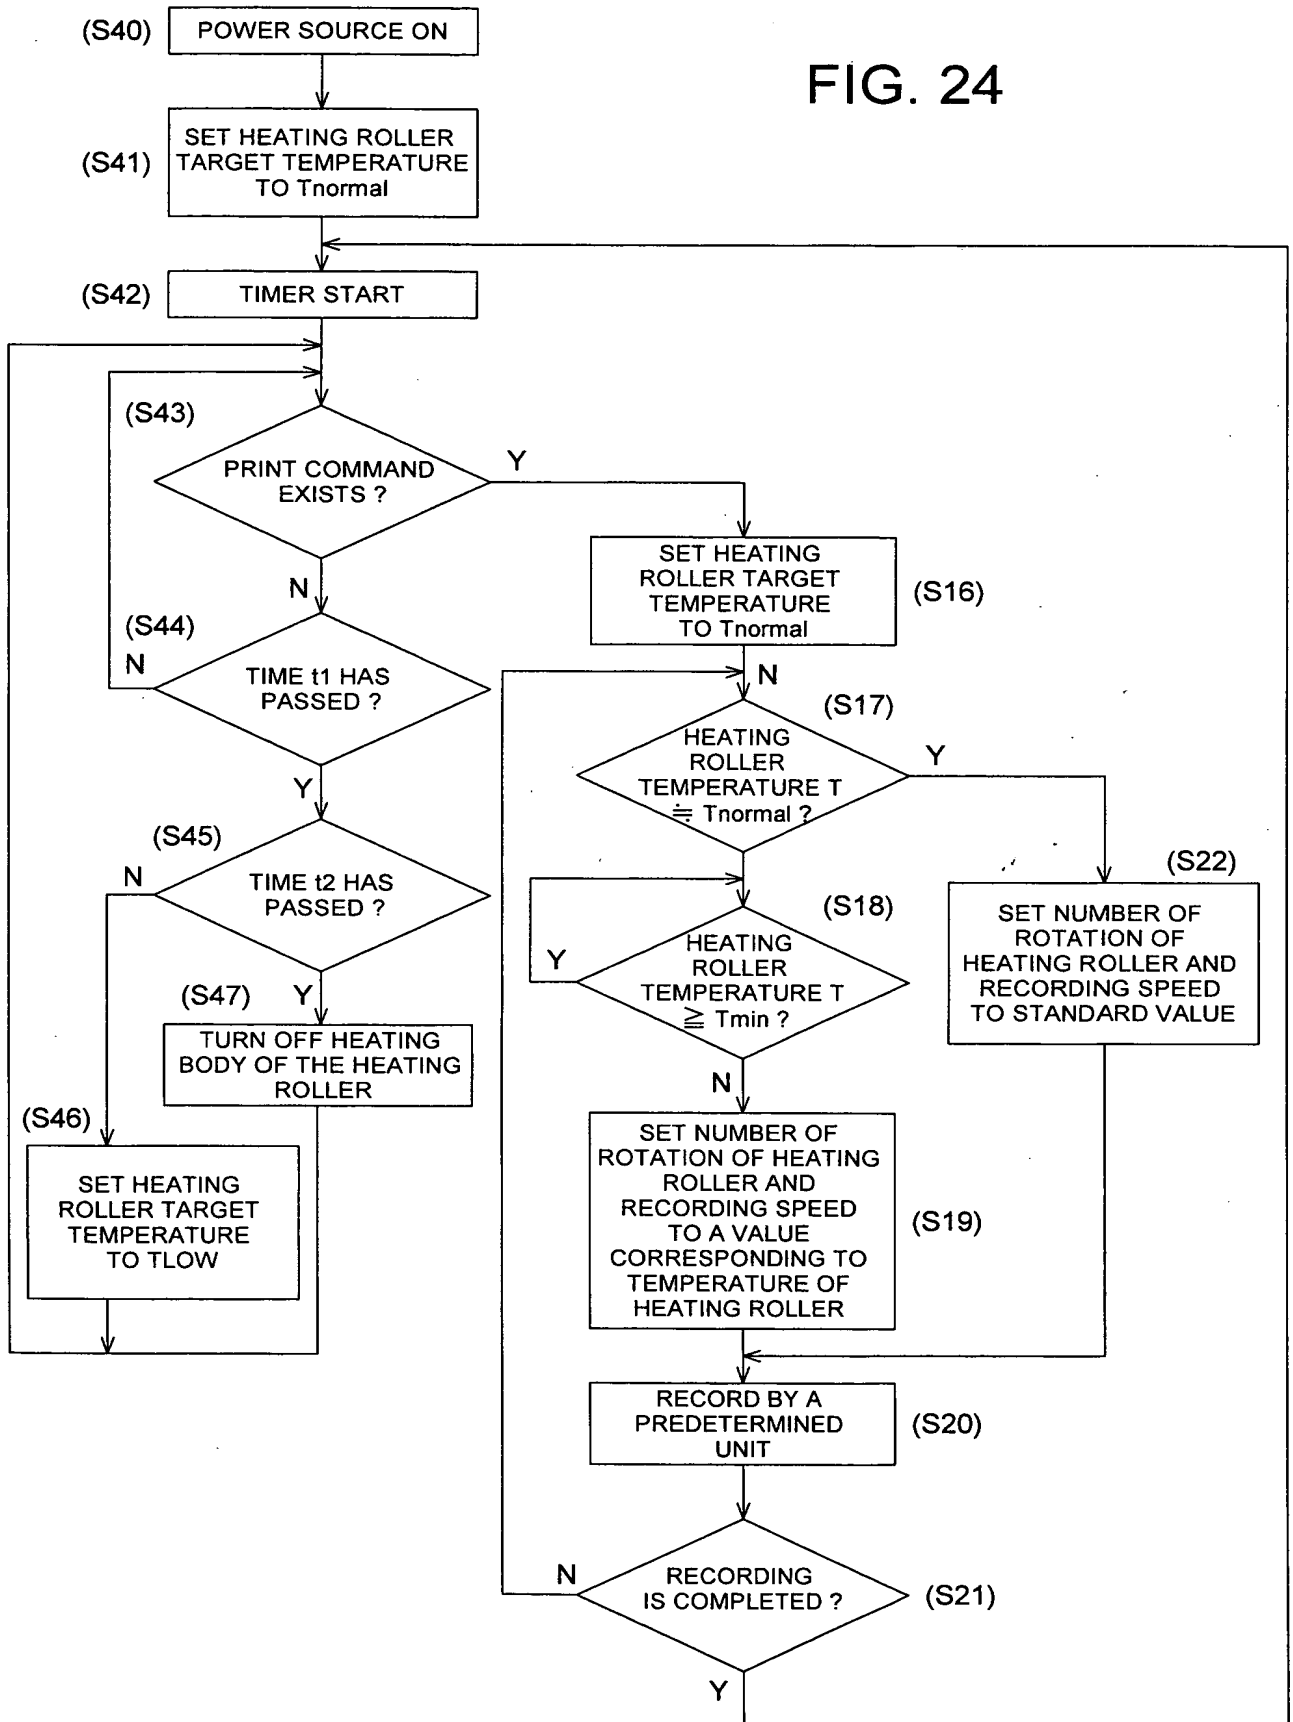 FIG. 24
(S40)
POWER SOURCE ON
(S41)
SET HEATING ROLLER
TARGET TEMPERATURE
TO Tnormal
(S42)
TIMER START
(S43)
PRINT COMMAND
EXISTS ?
Y
N
(S44)
TIME t1 HAS
PASSED ?
N
Y
(S45)
TIME t2 HAS
PASSED ?
N
Y
(S47)
TURN OFF HEATING
BODY OF THE HEATING
ROLLER
(S46)
SET HEATING
ROLLER TARGET
TEMPERATURE
TO TLOW
SET HEATING
ROLLER TARGET
TEMPERATURE
TO Tnormal
(S16)
N
(S17)
HEATING
ROLLER
TEMPERATURE T
≒ Tnormal ?
Y
(S22)
SET NUMBER OF
ROTATION OF
HEATING ROLLER AND
RECORDING SPEED
TO STANDARD VALUE
(S18)
HEATING
ROLLER
TEMPERATURE T
≧ Tmin ?
Y
N
SET NUMBER OF
ROTATION OF HEATING
ROLLER AND
RECORDING SPEED
TO A VALUE
CORRESPONDING TO
TEMPERATURE OF
HEATING ROLLER
(S19)
RECORD BY A
PREDETERMINED
UNIT
(S20)
RECORDING
IS COMPLETED ?
(S21)
N
Y